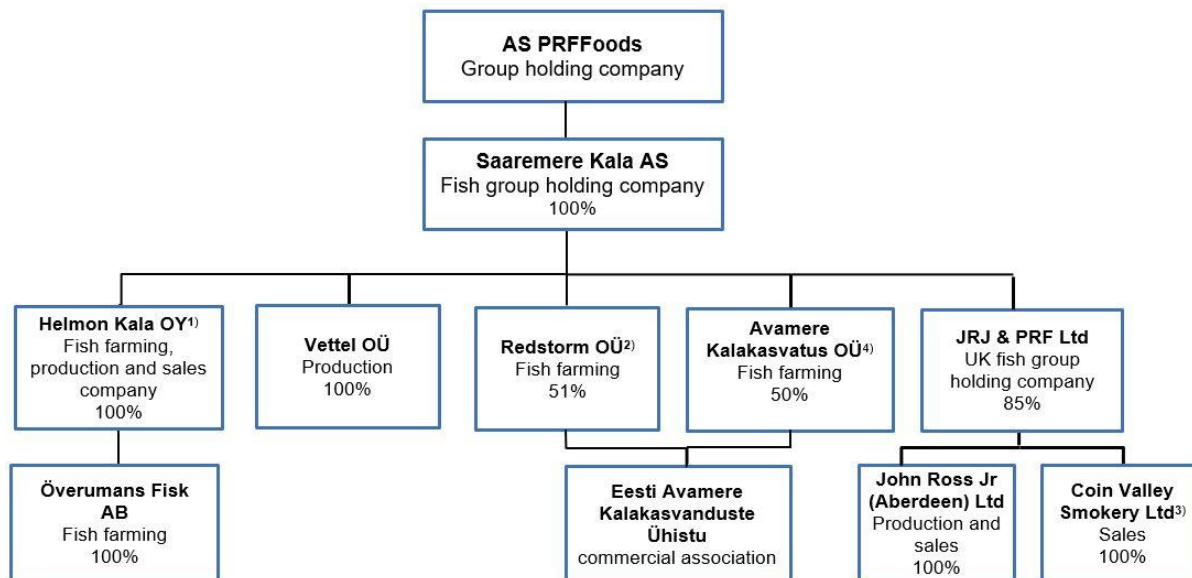 AS PRFFoods
Group holding company
Saaremere Kala AS
Fish group holding company
100%
Helmon Kala OY¹⁾
Fish farming,
production and sales
company
100%
Vettel OÜ
Production
100%
Redstorm OÜ²⁾
Fish farming
51%
Avamere
Kalakasvatus OÜ⁴⁾
Fish farming
50%
JRJ & PRF Ltd
UK fish group
holding company
85%
Överumans Fisk
AB
Fish farming
100%
Eesti Avamere
Kalakasvanduste
Ühistu
commercial association
John Ross Jr
(Aberdeen) Ltd
Production and
sales
100%
Coin Valley
Smokery Ltd³⁾
Sales
100%